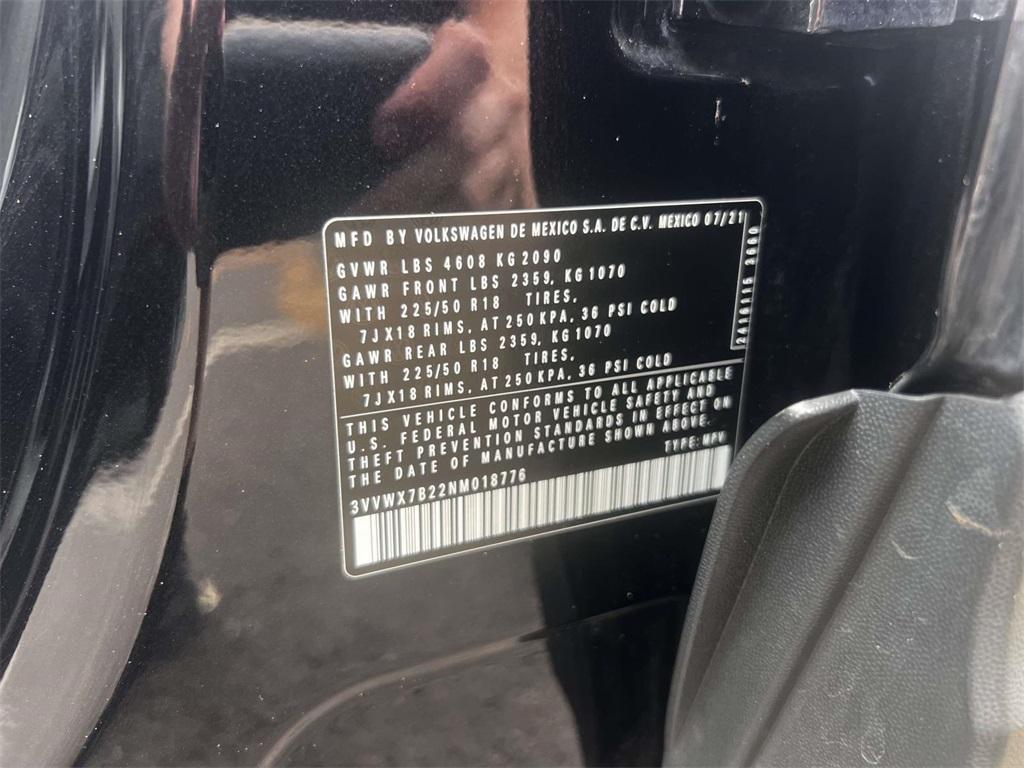 MFD BY VOLKSWAGEN DE MEXICO S.A. DE C.V. MEXICO 07/21
GVWR LBS 4608 KG 2090
GAWR FRONT LBS 2359, KG 1070
WITH 225/50 R18 TIRES,
7JX18 RIMS, AT 250 KPA, 36 PSI COLD
GAWR REAR LBS 2359, KG 1070
WITH 225/50 R18 TIRES,
7JX18 RIMS, AT 250 KPA, 36 PSI COLD
THIS VEHICLE CONFORMS TO ALL APPLICABLE
U.S. FEDERAL MOTOR VEHICLE SAFETY AND
THEFT PREVENTION STANDARDS IN EFFECT ON
THE DATE OF MANUFACTURE SHOWN ABOVE.
TYPE: MPV
3VVWX7B22NM018776